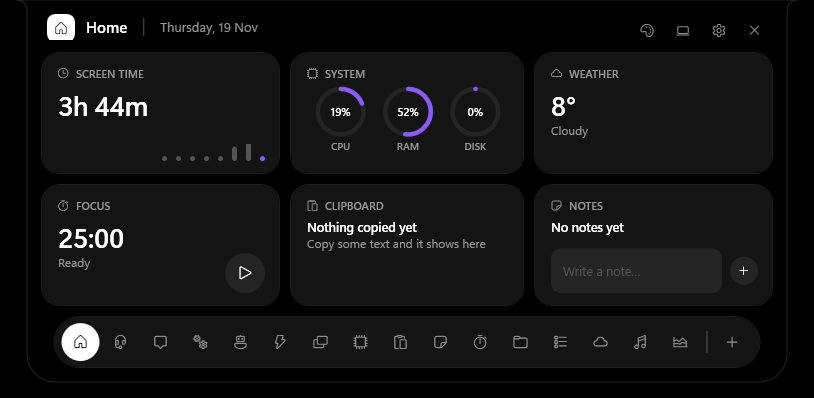 Home
Thursday, 19 Nov
SCREEN TIME
3h 44m
SYSTEM
19%
52%
0%
CPU
RAM
DISK
WEATHER
8°
Cloudy
FOCUS
25:00
Ready
CLIPBOARD
Nothing copied yet
Copy some text and it shows here
NOTES
No notes yet
Write a note...